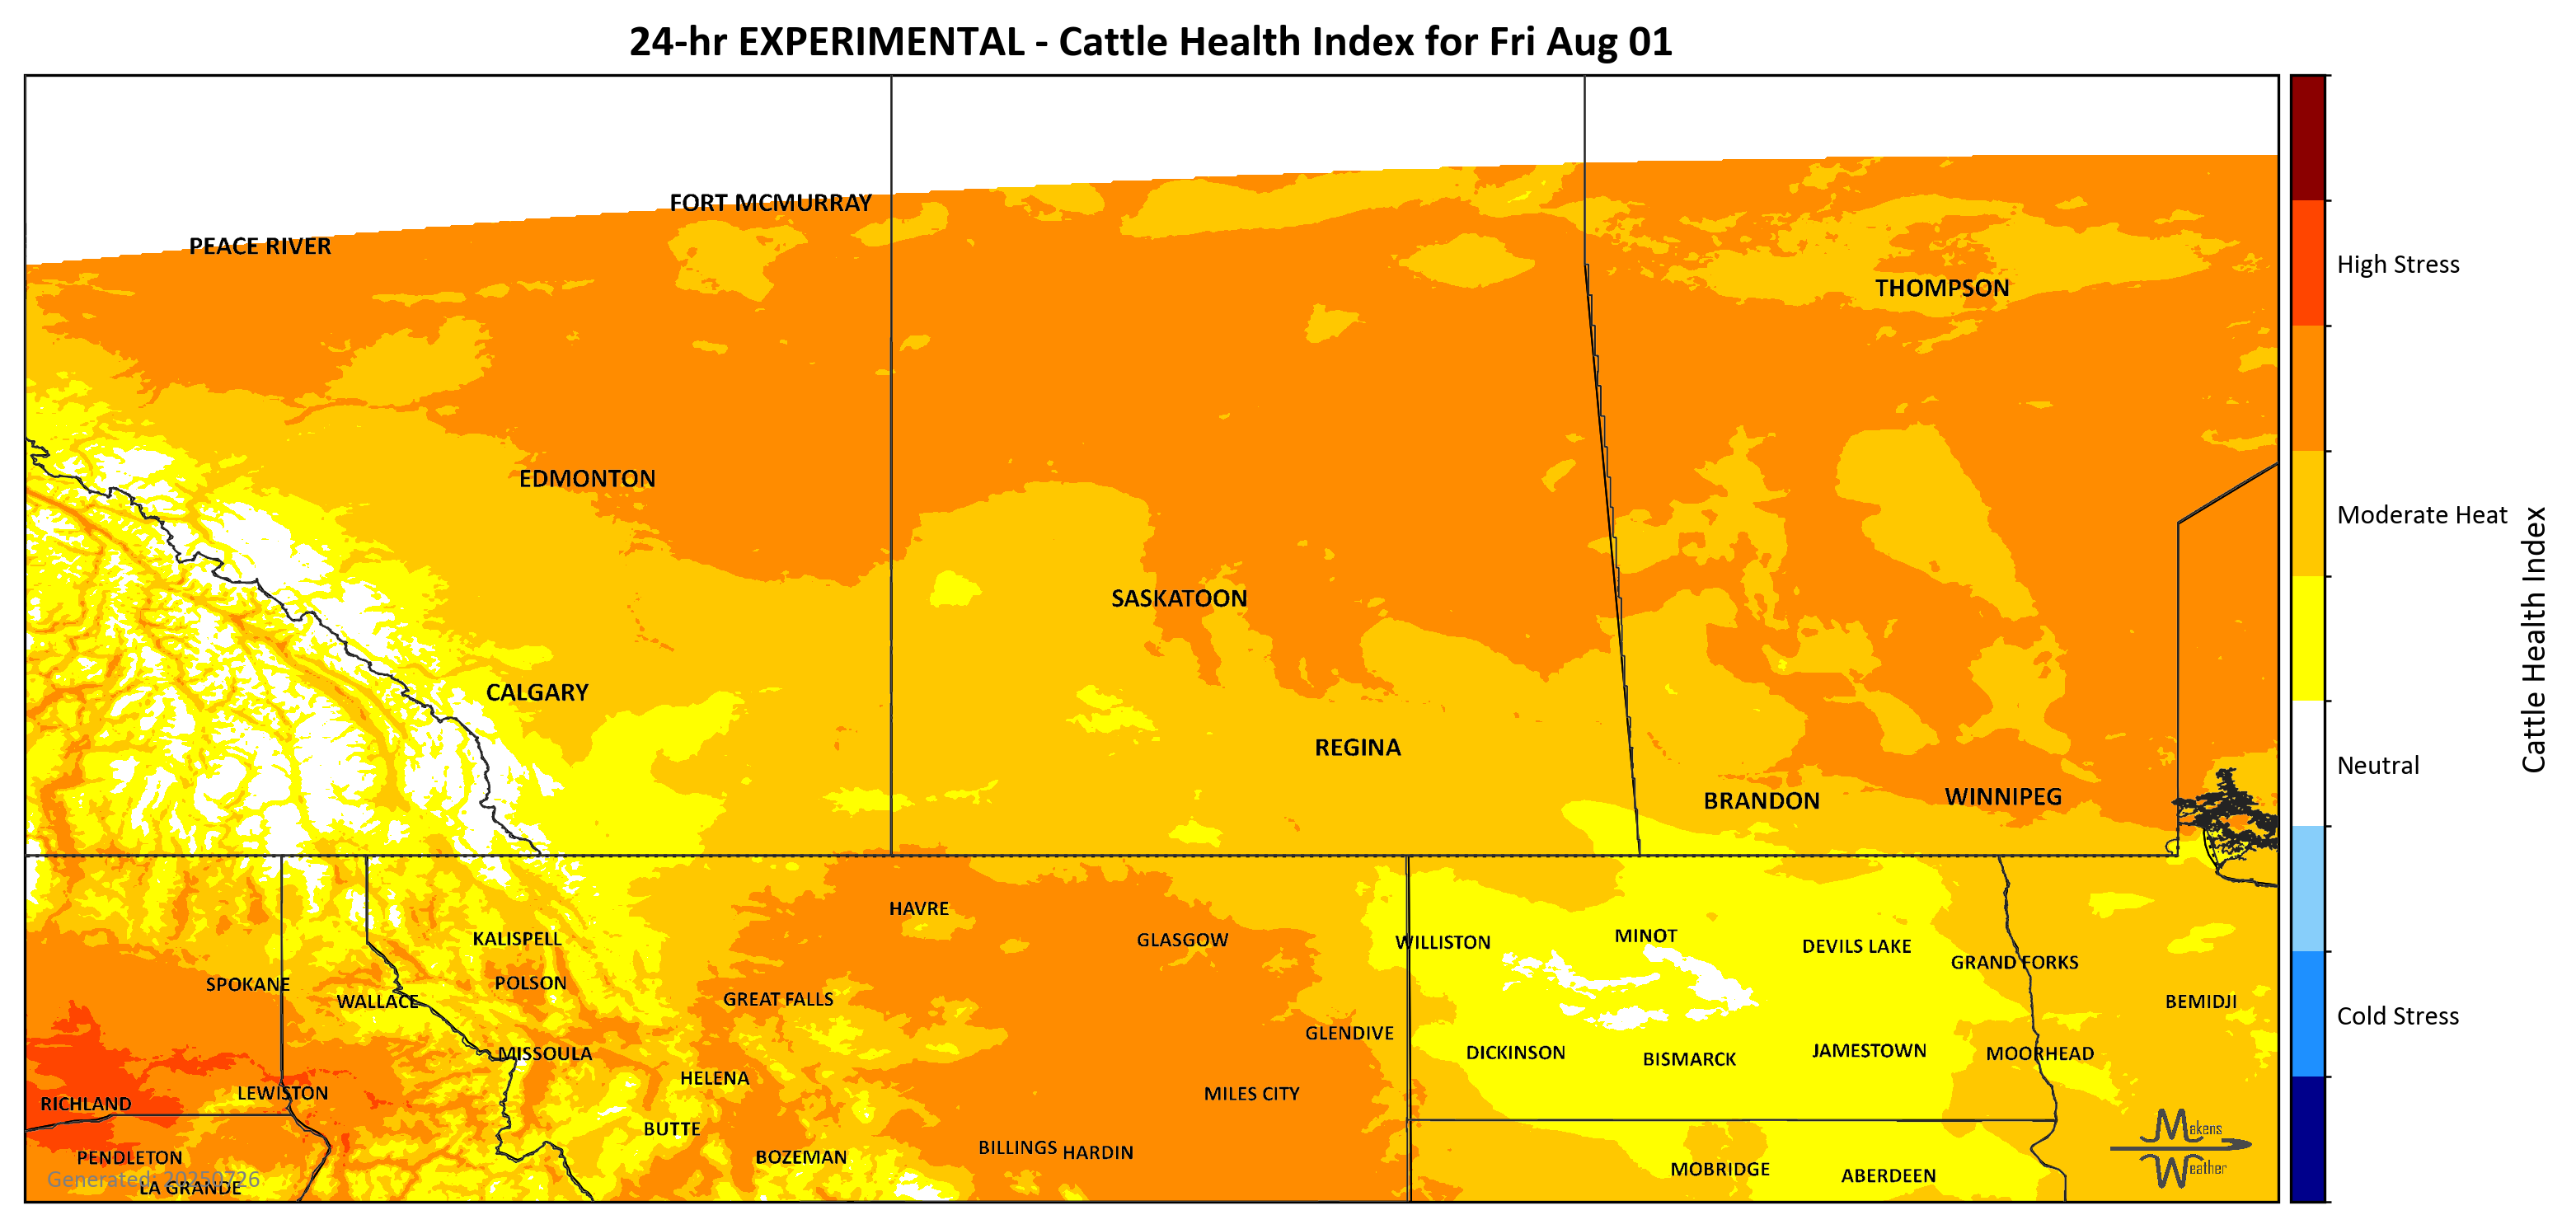 24-hr EXPERIMENTAL - Cattle Health Index for Fri Aug 01
FORT MCMURRAY
PEACE RIVER
THOMPSON
EDMONTON
SASKATOON
CALGARY
REGINA
BRANDON
WINNIPEG
HAVRE
KALISPELL
GLASGOW
WILLISTON
MINOT
DEVILS LAKE
GRAND FORKS
SPOKANE
WALLACE
POLSON
GREAT FALLS
BEMIDJI
GLENDIVE
MISSOULA
DICKINSON
BISMARCK
JAMESTOWN
MOORHEAD
HELENA
LEWISTON
RICHLAND
MILES CITY
BUTTE
BOZEMAN
BILLINGS
HARDIN
PENDLETON
MOBRIDGE
ABERDEEN
LA GRANDE
Generated: 20250726
Makens
Weather
High Stress
Moderate Heat
Neutral
Cold Stress
Cattle Health Index